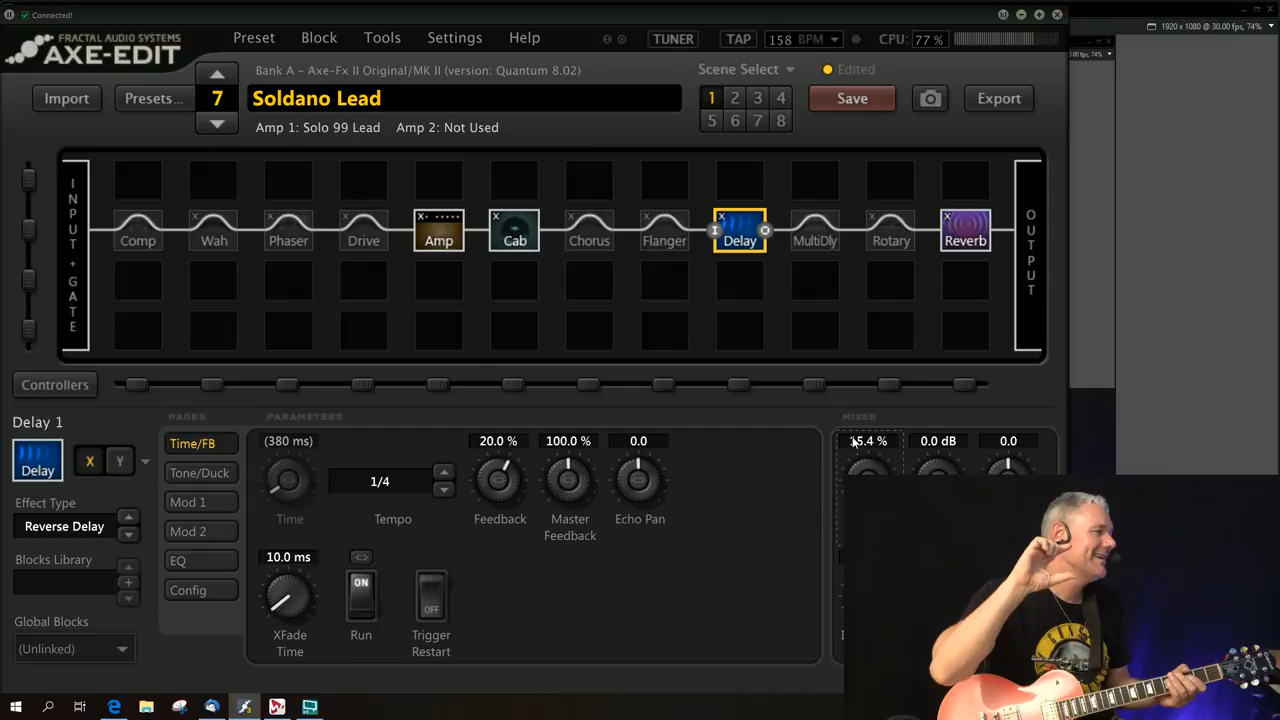 Connected!
1920 x 1080 @ 30.00 fps, 74%
FRACTAL AUDIO SYSTEMS
AXE-EDIT
Preset Block Tools Settings Help
TUNER TAP 158 BPM CPU: 77 %
Bank A - Axe-Fx II Original/MK II (version: Quantum 8.02)
Scene Select Edited
Import Presets... 7 Soldano Lead
1 2 3 4
5 6 7 8
Save Export
Amp 1: Solo 99 Lead Amp 2: Not Used
INPUT + GATE
X X X X X X X X X X X X
Comp Wah Phaser Drive Amp Cab Chorus Flanger Delay MultiDly Rotary Reverb
OUTPUT
Controllers
Delay 1
Delay
X Y
Effect Type
Reverse Delay
Blocks Library
Global Blocks
(Unlinked)
PAGES
Time/FB
Tone/Duck
Mod 1
Mod 2
EQ
Config
PARAMETERS
(380 ms) 20.0 % 100.0 % 0.0
1/4
Time Tempo Feedback Master Feedback Echo Pan
10.0 ms
ON OFF
XFade Time Run Trigger Restart
MIXER
15.4 % 0.0 dB 0.0